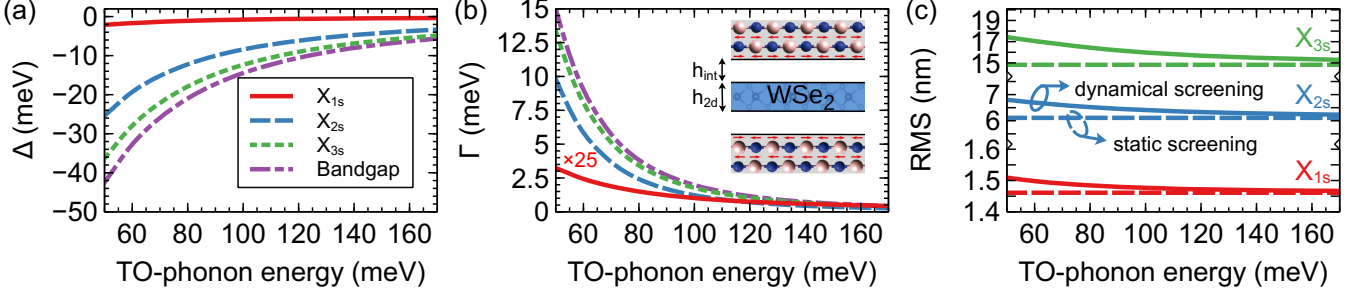 (a)
0
−10
−20
−30
−40
−50
Δ (meV)
X1s
X2s
X3s
Bandgap
60 80 100 120 140 160
TO-phonon energy (meV)
(b)
15
12.5
10
7.5
5
2.5
0
Γ (meV)
×25
hint
h2d
WSe2
60 80 100 120 140 160
TO-phonon energy (meV)
(c)
19
17
15
7
6
1.6
1.5
1.4
RMS (nm)
X3s
X2s
dynamical screening
static screening
X1s
60 80 100 120 140 160
TO-phonon energy (meV)